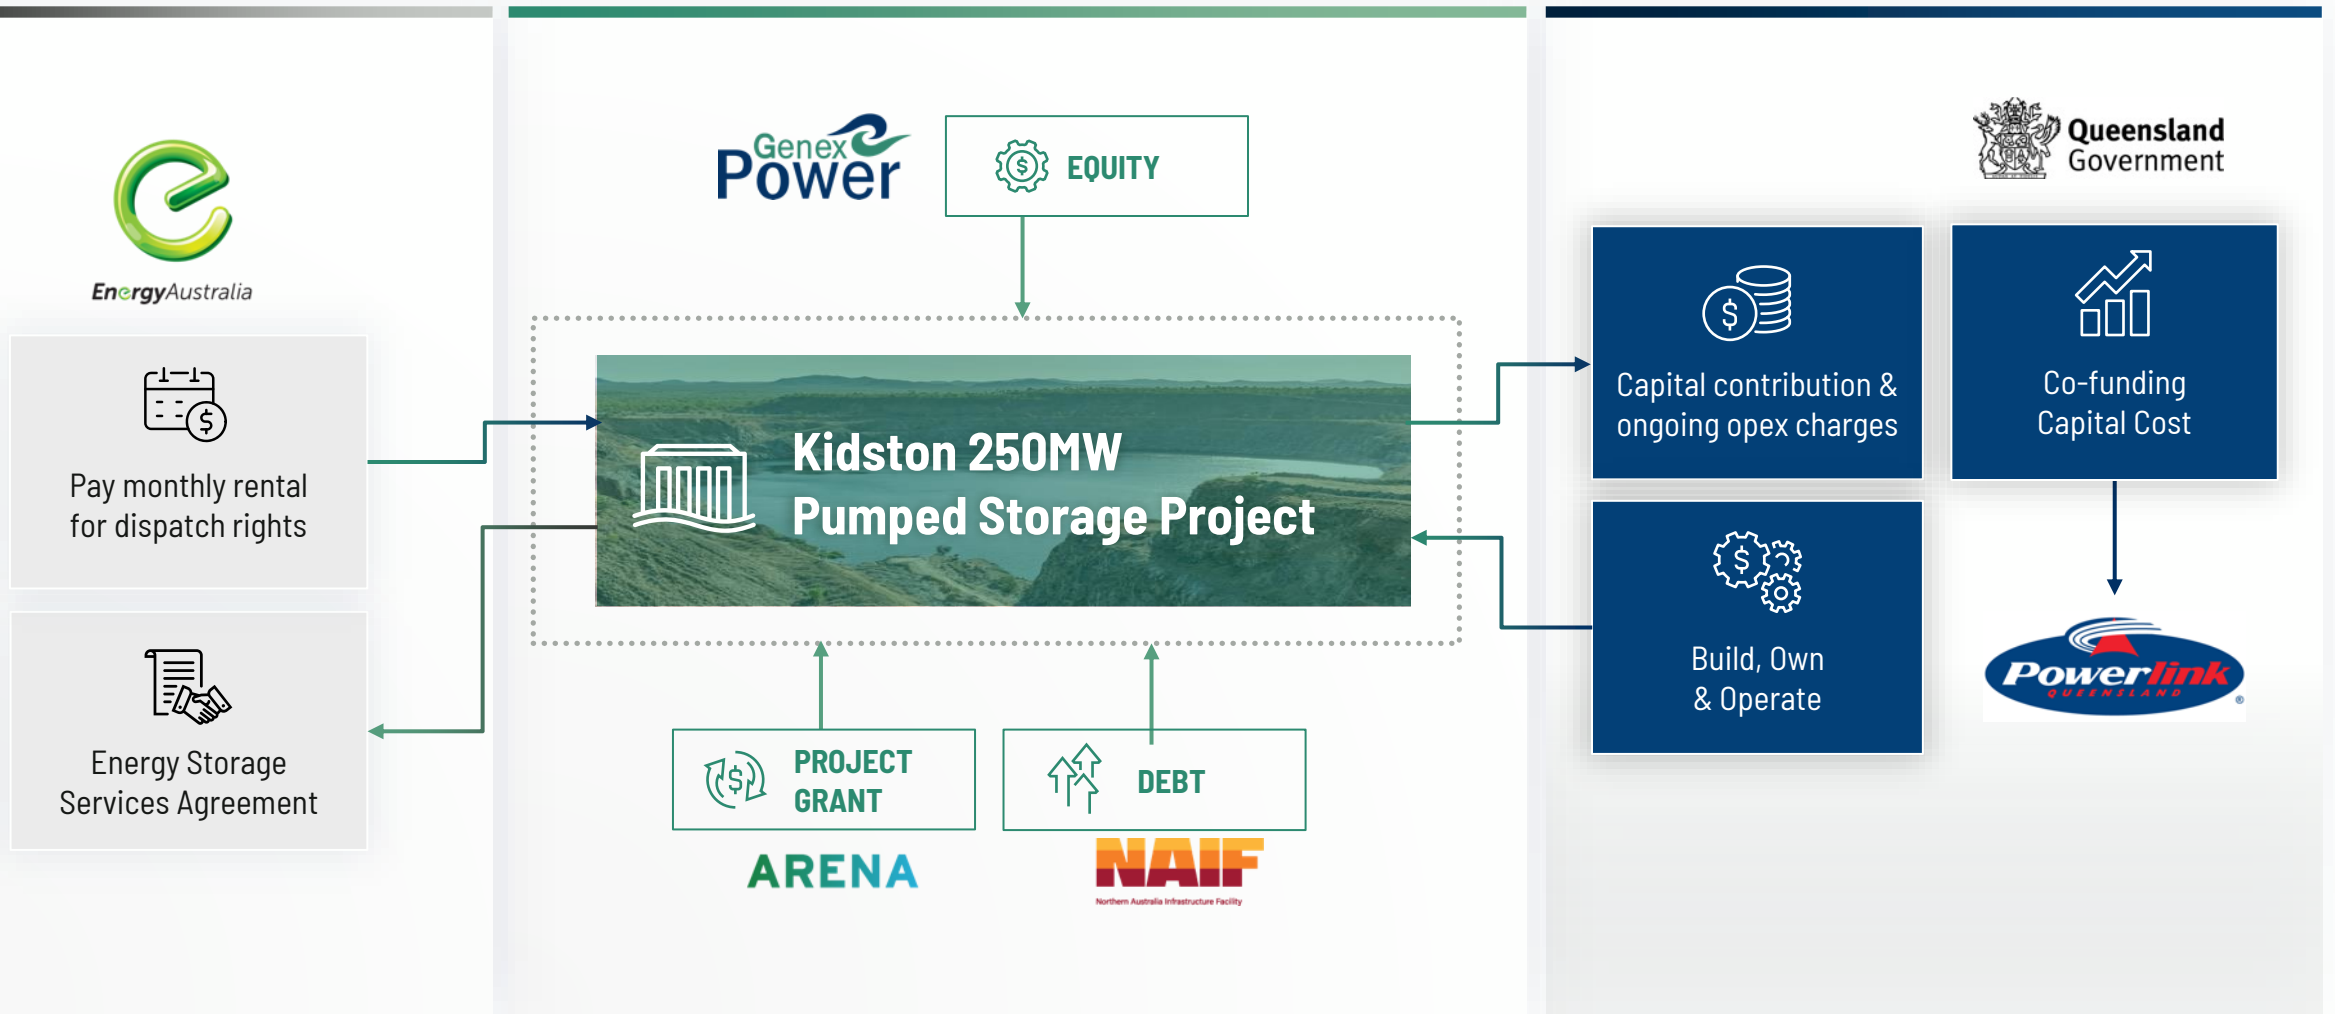 EnergyAustralia
$
Pay monthly rental
for dispatch rights
Energy Storage
Services Agreement
Genex
Power
$
EQUITY
Kidston 250MW
Pumped Storage Project
$
PROJECT
GRANT
ARENA
DEBT
NAIF
Northern Australia Infrastructure Facility
Queensland
Government
$
Capital contribution &
ongoing opex charges
Co-funding
Capital Cost
$
Build, Own
& Operate
Powerlink
QUEENSLAND
®